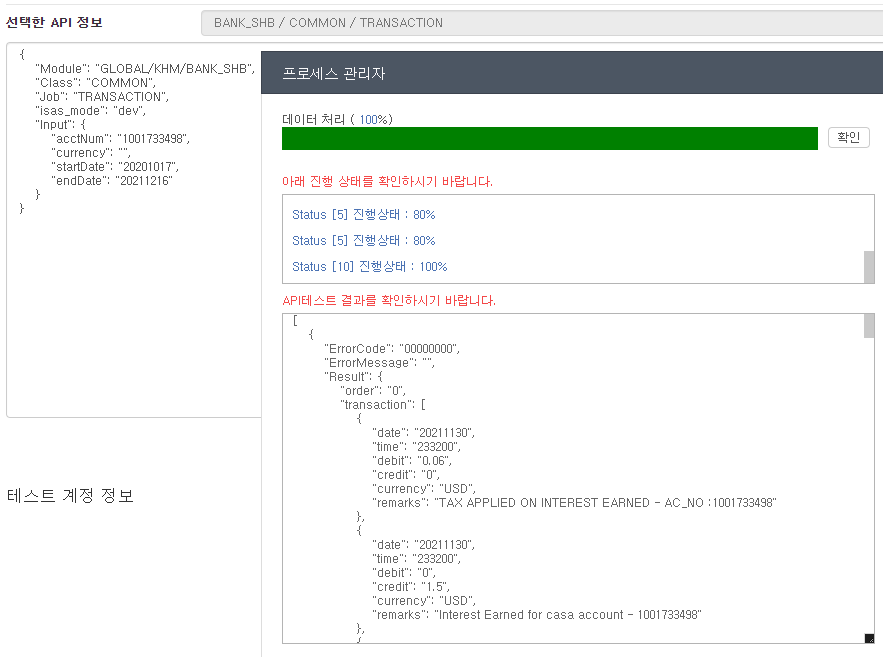 선택한 API 정보
BANK_SHB / COMMON / TRANSACTION
{
"Module": "GLOBAL/KHM/BANK_SHB",
"Class": "COMMON",
"Job": "TRANSACTION",
"isas_mode": "dev",
"Input": {
"acctNum": "1001733498",
"currency": "",
"startDate": "20201017",
"endDate": "20211216"
}
}
테스트 계정 정보
프로세스 관리자
데이터 처리 ( 100%)
확인
아래 진행 상태를 확인하시기 바랍니다.
Status [5] 진행상태 : 80%
Status [5] 진행상태 : 80%
Status [10] 진행상태 : 100%
API테스트 결과를 확인하시기 바랍니다.
[
{
"ErrorCode": "00000000",
"ErrorMessage": "",
"Result": {
"order": "0",
"transaction": [
{
"date": "20211130",
"time": "233200",
"debit": "0.06",
"credit": "0",
"currency": "USD",
"remarks": "TAX APPLIED ON INTEREST EARNED - AC_NO :1001733498"
},
{
"date": "20211130",
"time": "233200",
"debit": "0",
"credit": "1.5",
"currency": "USD",
"remarks": "Interest Earned for casa account - 1001733498"
},
{